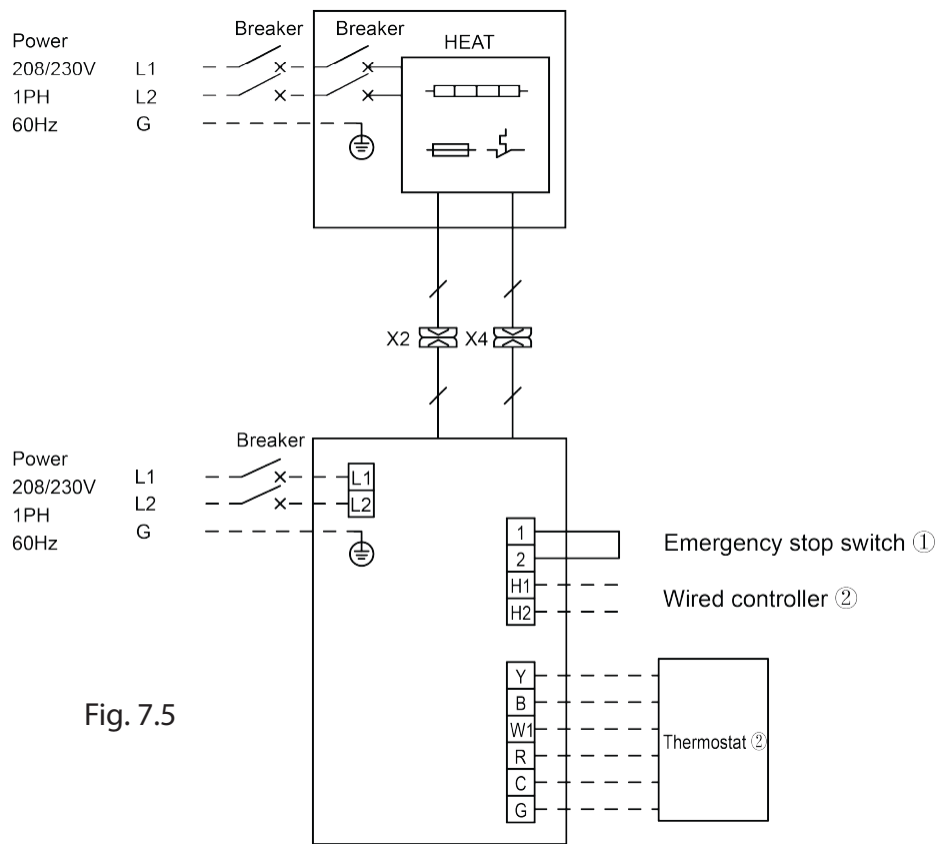 Breaker Breaker
HEAT
Power
208/230V L1
1PH L2
60Hz G
X2 X4
Breaker
Power
208/230V L1
1PH L2
60Hz G
L1
L2
1
2
H1
H2
Emergency stop switch ①
Wired controller ②
Y
B
W1
R
C
G
Thermostat ②
Fig. 7.5